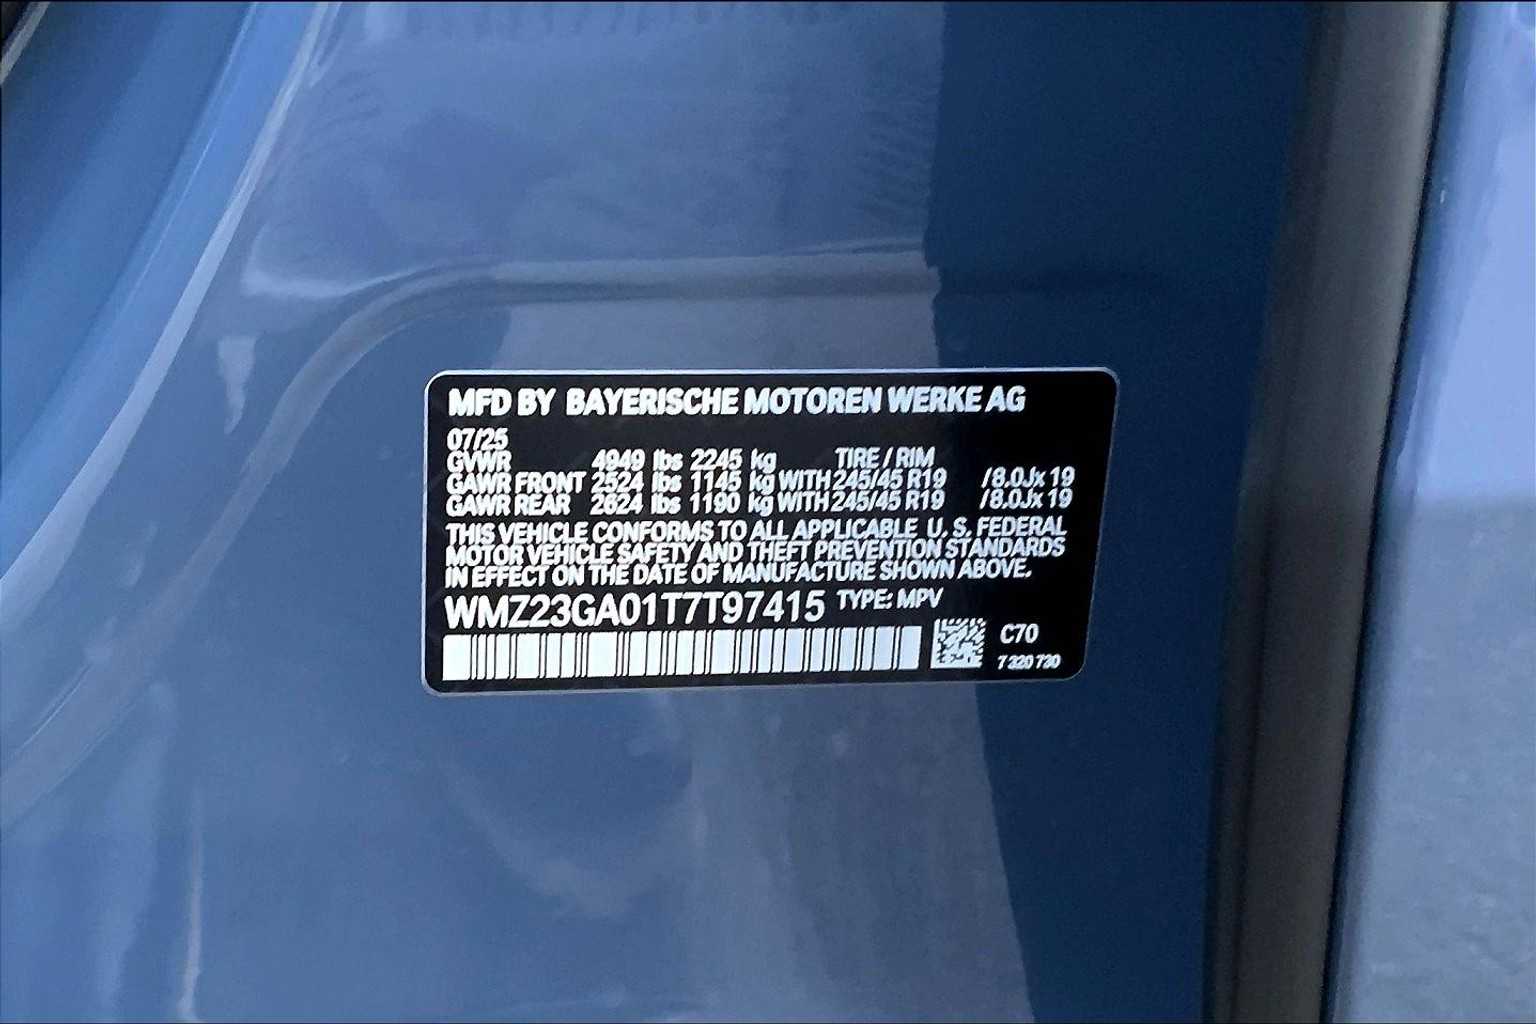 MFD BY BAYERISCHE MOTOREN WERKE AG
07/25
GVWR 4949 lbs 2245 kg TIRE / RIM
GAWR FRONT 2524 lbs 1145 kg WITH 245/45 R19 /8.0Jx 19
GAWR REAR 2624 lbs 1190 kg WITH 245/45 R19 /8.0Jx 19
THIS VEHICLE CONFORMS TO ALL APPLICABLE U. S. FEDERAL
MOTOR VEHICLE SAFETY AND THEFT PREVENTION STANDARDS
IN EFFECT ON THE DATE OF MANUFACTURE SHOWN ABOVE.
WMZ23GA01T7T97415 TYPE: MPV
C70
7 320 730